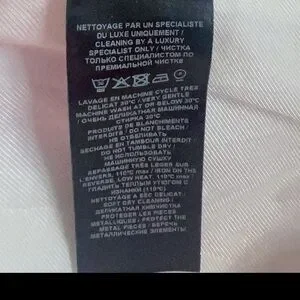 NETTOYAGE PAR UN SPECIALISTE
DU LUXE UNIQUEMENT /
CLEANING BY A LUXURY
SPECIALIST ONLY / ЧИСТКА
ТОЛЬКО СПЕЦИАЛИСТОМ ПО
ПРЕМИАЛЬНОЙ ЧИСТКЕ
LAVAGE EN MACHINE CYCLE TRES
DELICAT 30°C / VERY GENTLE
MACHINE WASH AT OR BELOW 30°C
/ ОЧЕНЬ ДЕЛИКАТНАЯ МАШИННАЯ
СТИРКА 30°C
PRODUITS DE BLANCHIMENTS
INTERDITS / DO NOT BLEACH
/ НЕ ОТБЕЛИВАТЬ
SECHAGE EN TAMBOUR INTERDIT /
DO NOT TUMBLE DRY /
МАШИННУЮ СУШКУ
REPASSAGE TRES LEGER SUR
L'ENVERS, 110°C MAX / IRON ON THE
REVERSE, LOW HEAT, 110°C MAX /
ГЛАДИТЬ ТЕПЛЫМ УТЮГОМ С
ИЗНАНКИ (110°C)
NETTOYAGE A SEC DELICAT /
SOFT DRY CLEANING /
ДЕЛИКАТНАЯ ХИМЧИСТКА
PROTEGER LES PIECES
METALLIQUES / PROTECT THE
METAL PIECES / БЕРЕЧЬ
МЕТАЛЛИЧЕСКИЕ ЭЛЕМЕНТЫ